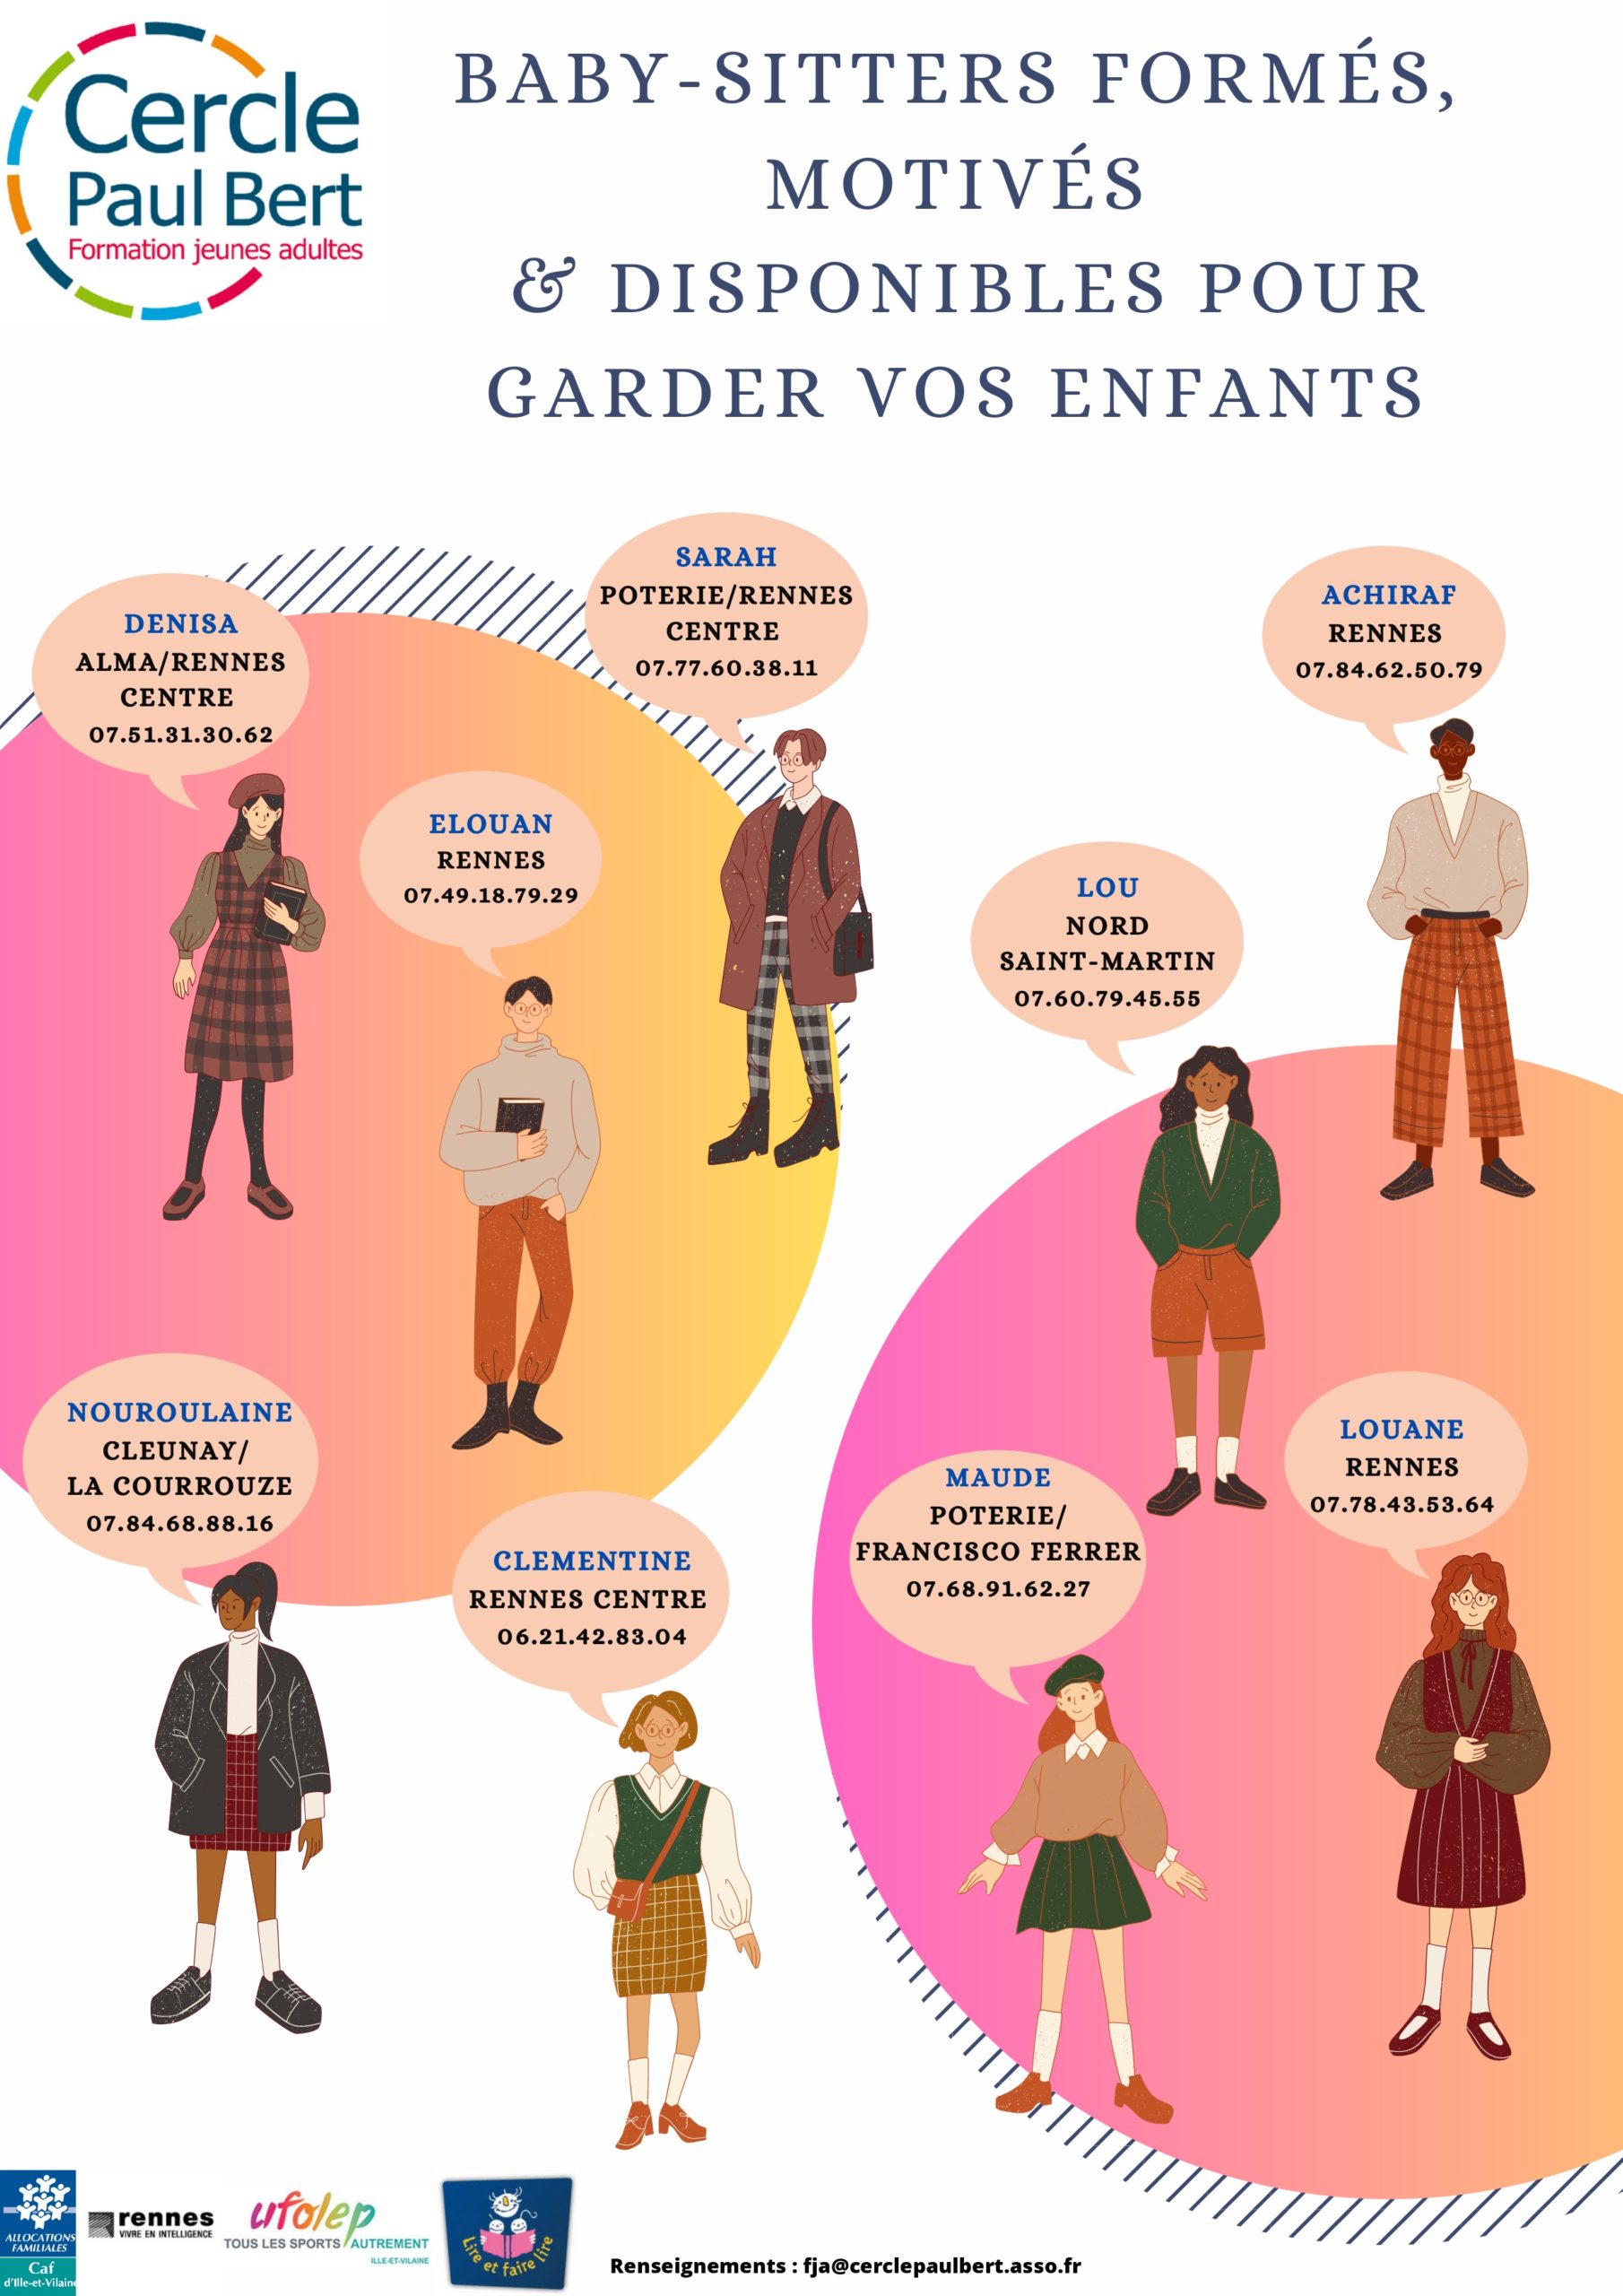 Cercle
Paul Bert
Formation jeunes adultes
BABY-SITTERS FORMÉS,
MOTIVÉS
& DISPONIBLES POUR
GARDER VOS ENFANTS
SARAH
POTERIE/RENNES
CENTRE
07.77.60.38.11
ACHIRAF
RENNES
07.84.62.50.79
DENISA
ALMA/RENNES
CENTRE
07.51.31.30.62
ELOUAN
RENNES
07.49.18.79.29
LOU
NORD
SAINT-MARTIN
07.60.79.45.55
NOUROULAINE
CLEUNAY/
LA COURROUZE
07.84.68.88.16
LOUANE
RENNES
07.78.43.53.64
MAUDE
POTERIE/
FRANCISCO FERRER
07.68.91.62.27
CLEMENTINE
RENNES CENTRE
06.21.42.83.04
ALLOCATIONS
FAMILIALES
Caf
d'Ille-et-Vilaine
rennes
VIVRE EN INTELLIGENCE
ufolep
TOUS LES SPORTS AUTREMENT
ILLE-ET-VILAINE
Lire et faire lire
Renseignements : fja@cerclepaulbert.asso.fr